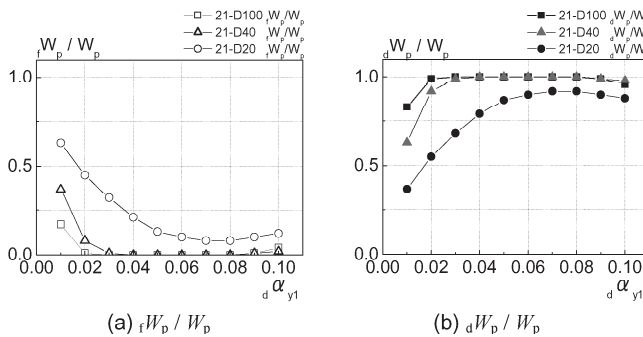 21-D100 fWp/Wp
21-D40 fWp/Wp
21-D20 fWp/Wp
fWp / Wp
1.0
0.5
0.0
0.00 0.02 0.04 0.06 0.08 0.10
dαy1
(a) fWp / Wp
21-D100 dWp/W
21-D40 dWp/W
21-D20 dWp/W
dWp / Wp
1.0
0.5
0.0
0.00 0.02 0.04 0.06 0.08 0.10
dαy1
(b) dWp / Wp